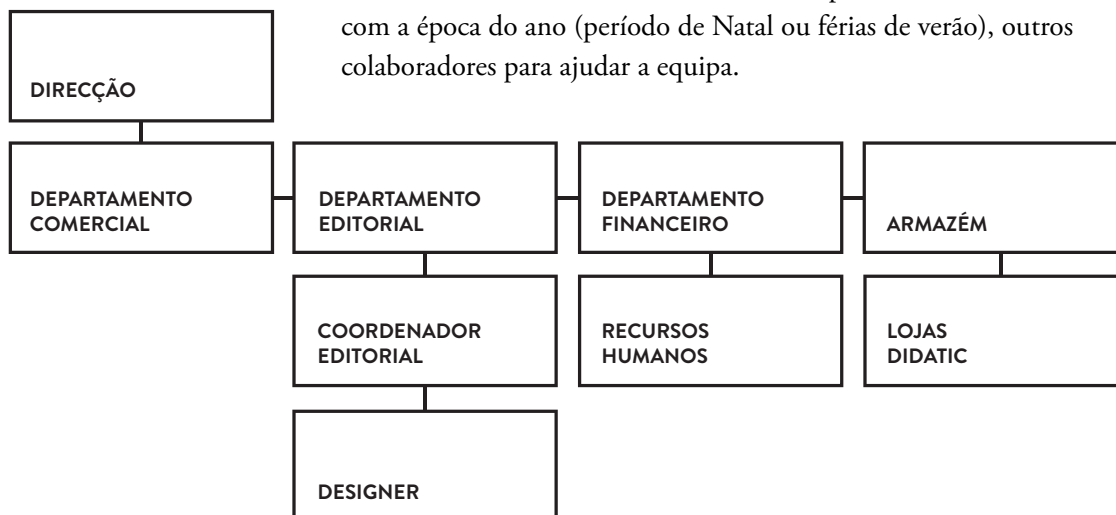 com a época do ano (período de Natal ou férias de verão), outros
colaboradores para ajudar a equipa.
DIRECÇÃO
DEPARTAMENTO
COMERCIAL
DEPARTAMENTO
EDITORIAL
DEPARTAMENTO
FINANCEIRO
ARMAZÉM
COORDENADOR
EDITORIAL
RECURSOS
HUMANOS
LOJAS
DIDATIC
DESIGNER